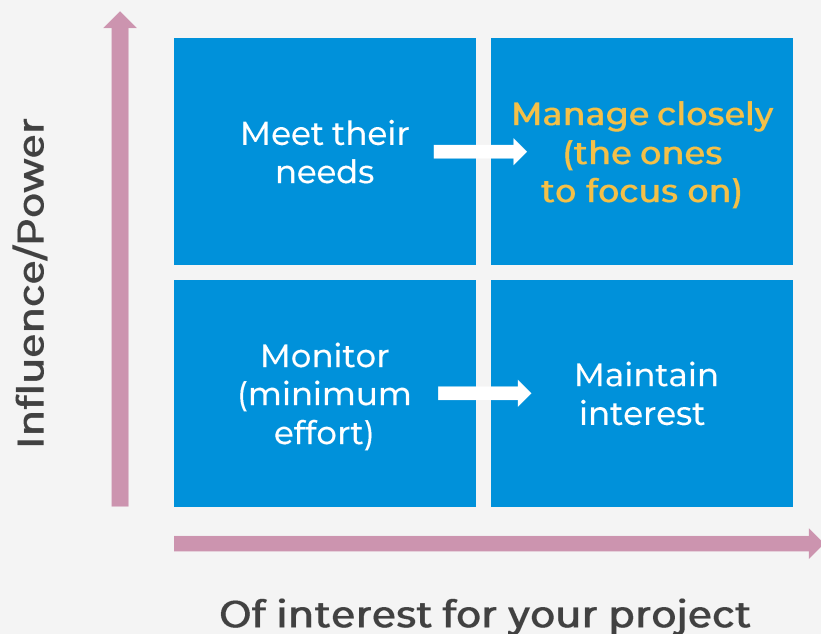 Influence/Power
Meet their
needs
Manage closely
(the ones
to focus on)
Monitor
(minimum
effort)
Maintain
interest
Of interest for your project